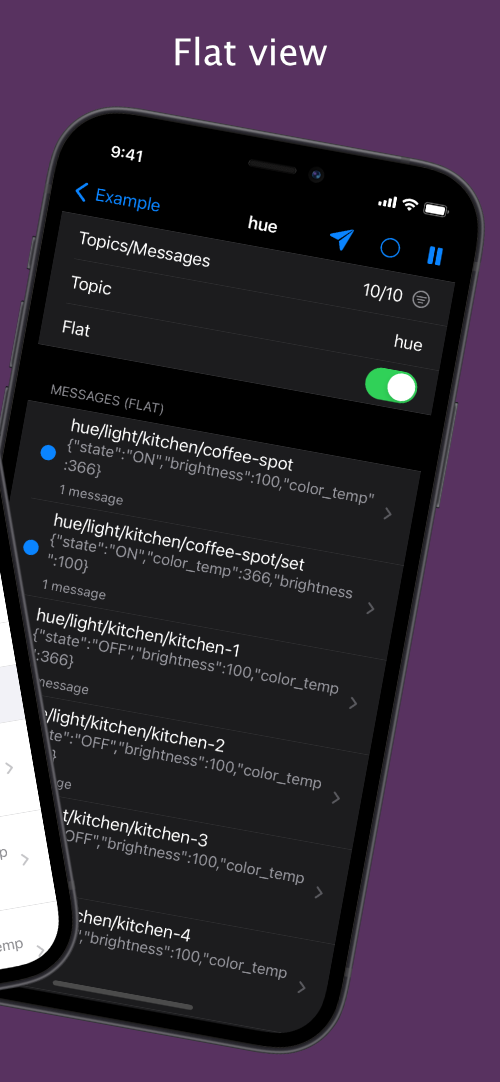 Flat view
9:41
Example
hue
Topics/Messages
10/10
Topic
hue
Flat
MESSAGES (FLAT)
hue/light/kitchen/coffee-spot
{"state":"ON","brightness":100,"color_temp"
:366}
1 message
hue/light/kitchen/coffee-spot/set
{"state":"ON","color_temp":366,"brightness
":100}
1 message
hue/light/kitchen/kitchen-1
{"state":"OFF","brightness":100,"color_temp
":366}
message
e/light/kitchen/kitchen-2
te":"OFF","brightness":100,"color_temp
}
ge
t/kitchen/kitchen-3
"OFF","brightness":100,"color_temp
chen/kitchen-4
,"brightness":100,"color_temp
p
emp